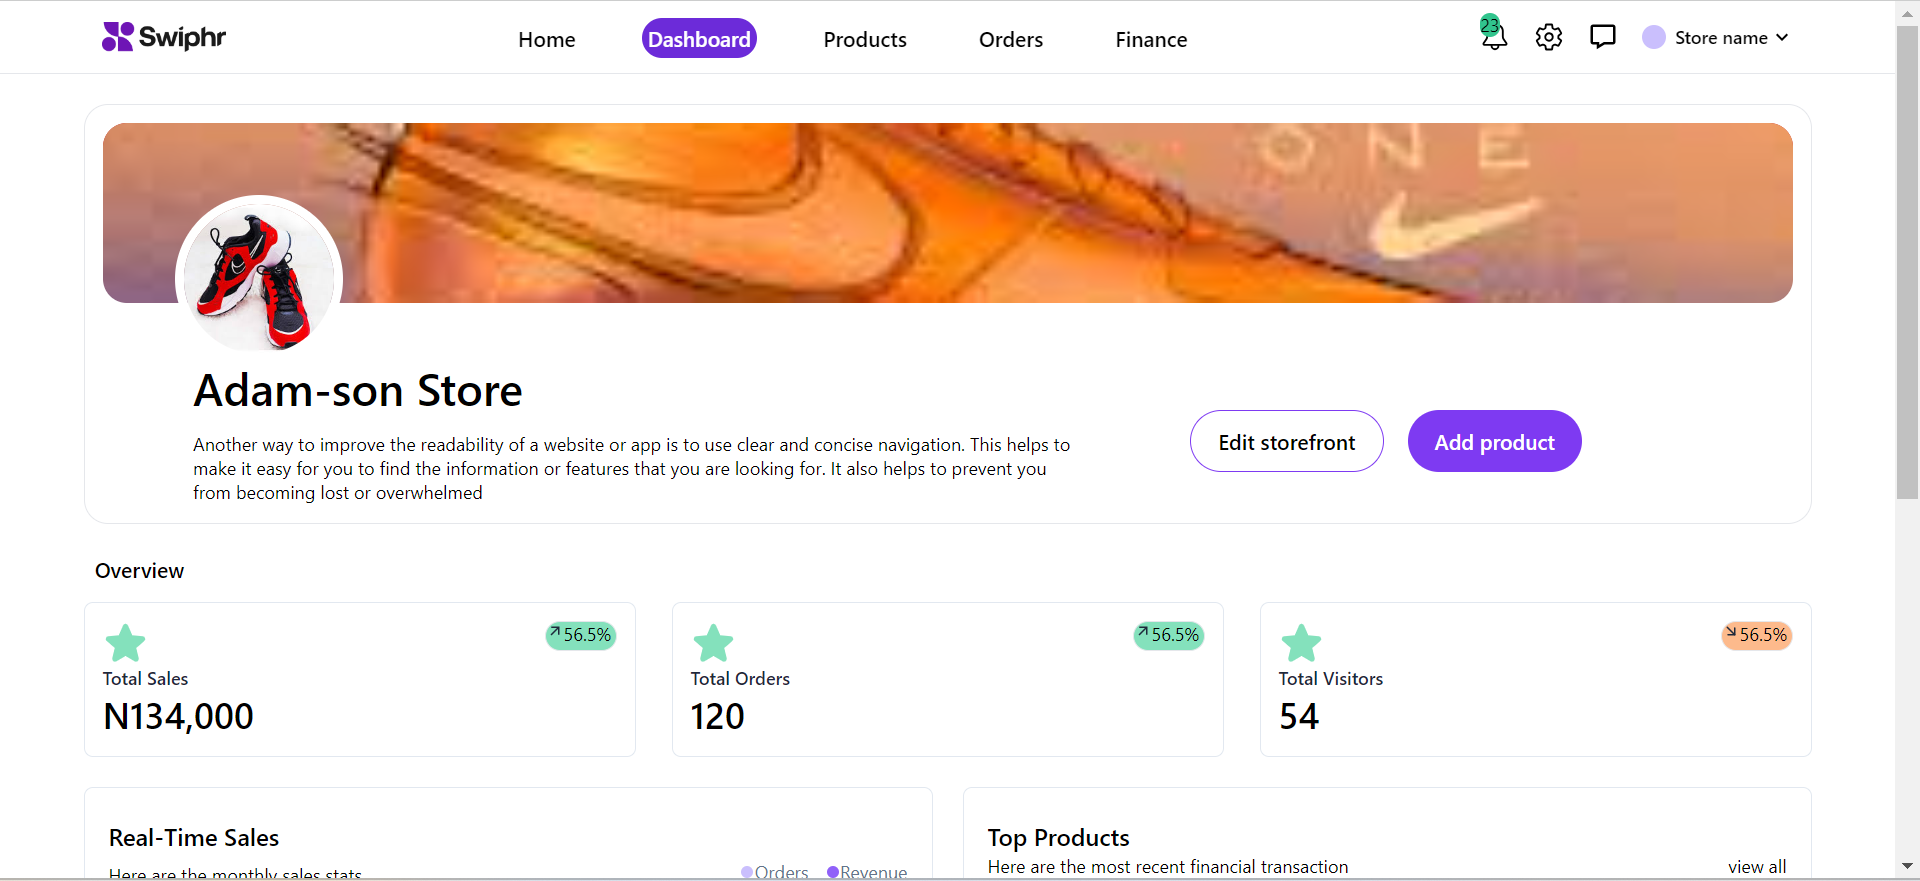 Swiphr
Home
Dashboard
Products
Orders
Finance
23
Store name
ONE
Adam-son Store
Another way to improve the readability of a website or app is to use clear and concise navigation. This helps to
make it easy for you to find the information or features that you are looking for. It also helps to prevent you
from becoming lost or overwhelmed
Edit storefront
Add product
Overview
56.5%
Total Sales
N134,000
56.5%
Total Orders
120
56.5%
Total Visitors
54
Real-Time Sales
Here are the monthly sales stats
Orders
Revenue
Top Products
Here are the most recent financial transaction
view all